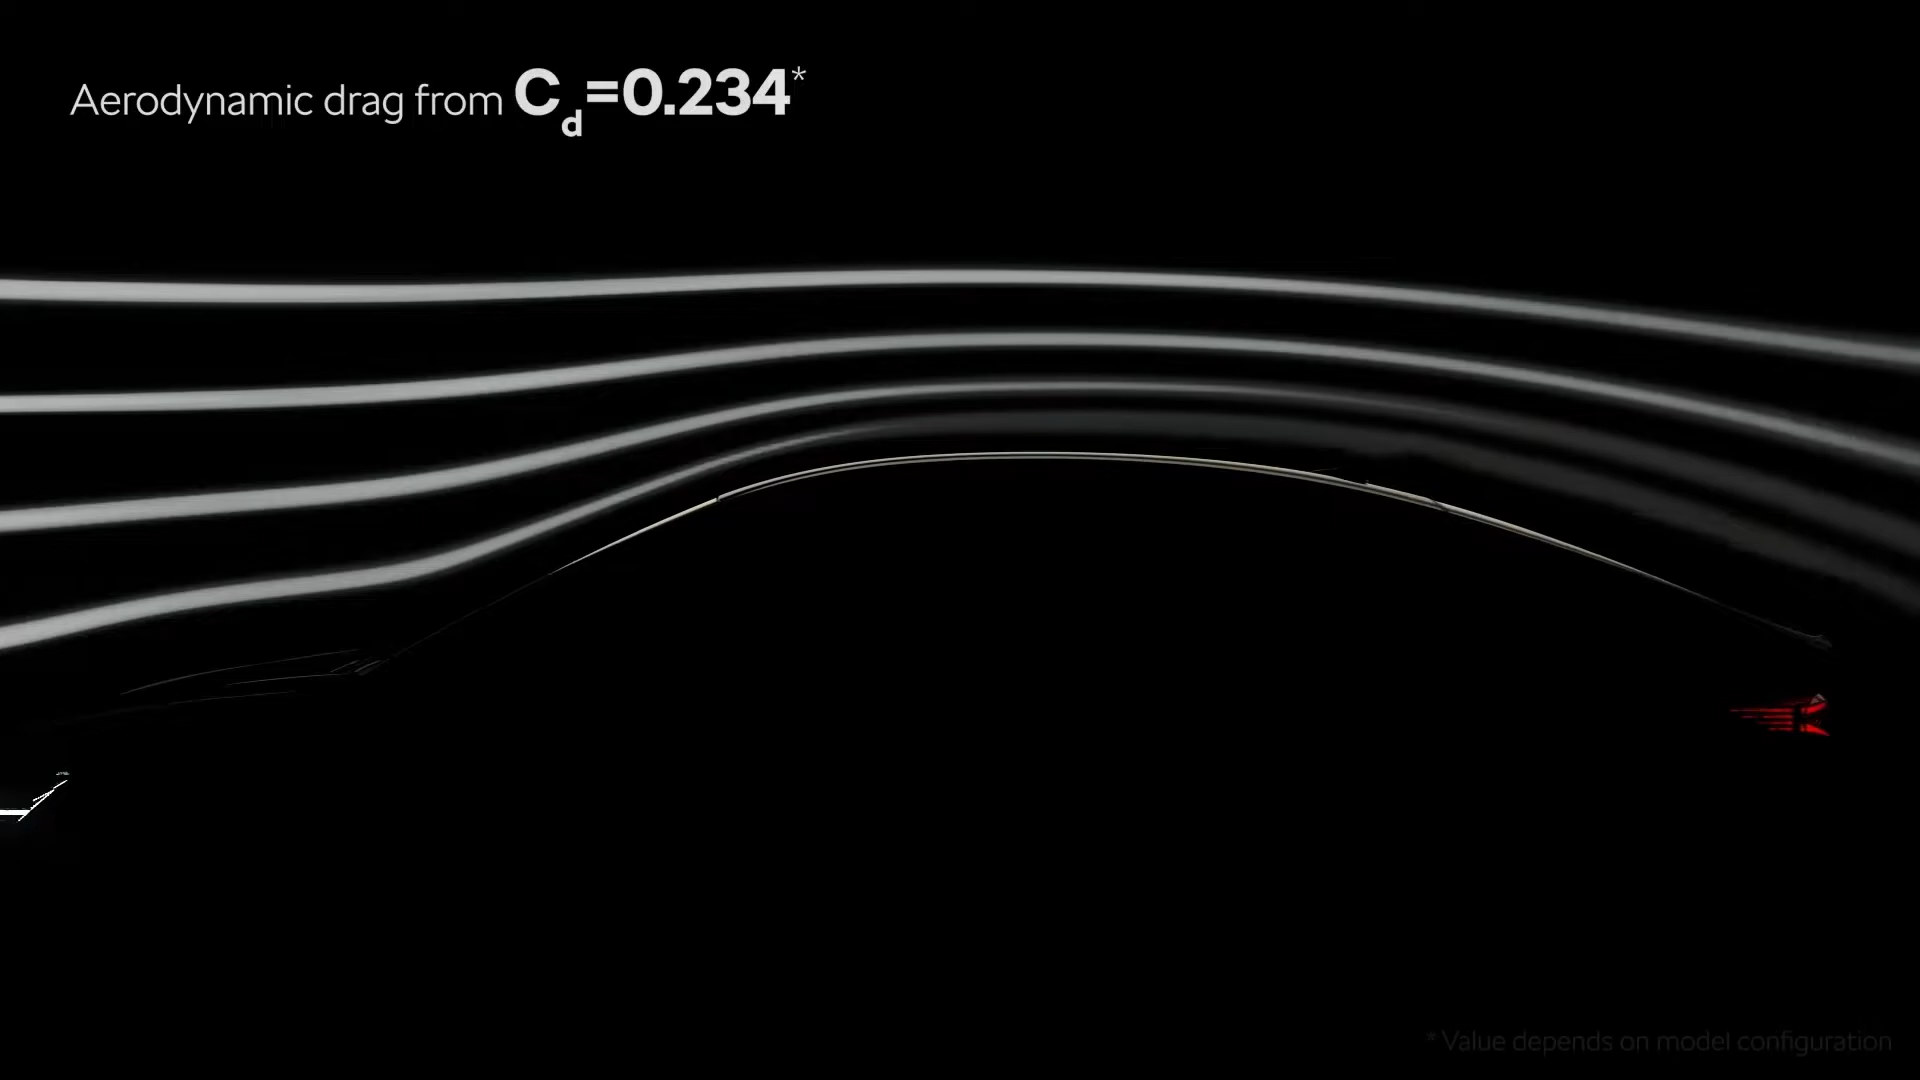 Aerodynamic drag from Cd=0.234*
* Value depends on model configuration